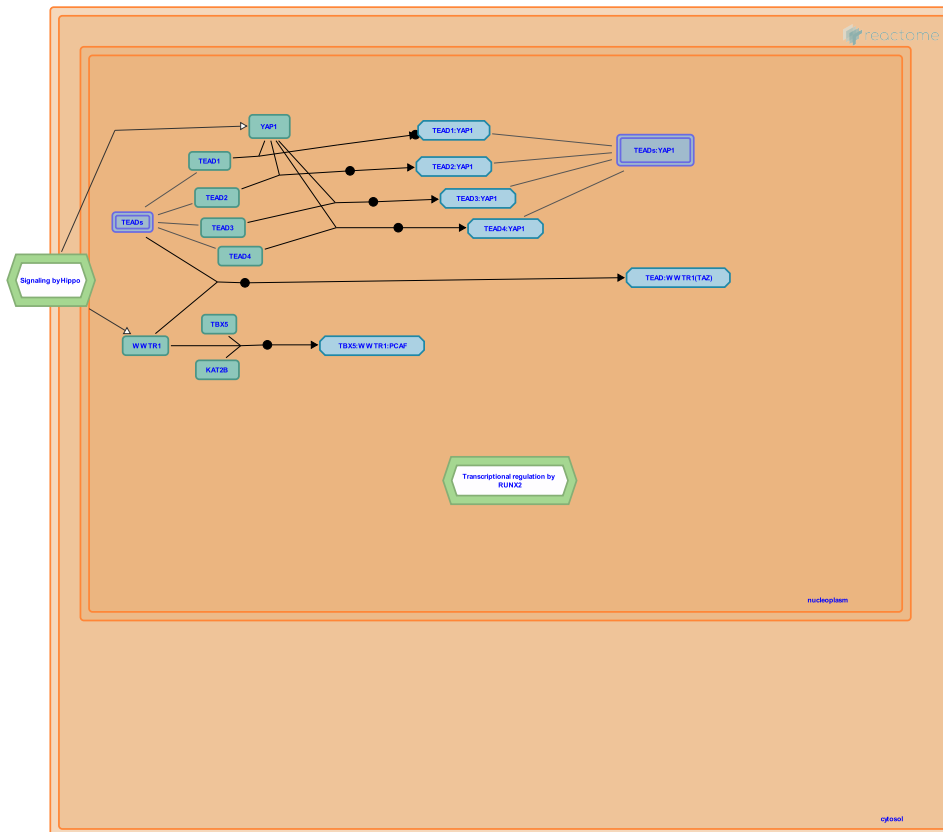 reactome
YAP1
TEAD1:YAP1
TEADs:YAP1
TEAD1
TEAD2:YAP1
TEAD2
TEAD3:YAP1
TEADs
TEAD3
TEAD4:YAP1
TEAD4
Signaling by Hippo
TEAD:WWTR1(TAZ)
TBX5
WWTR1
TBX5:WWTR1:PCAF
KAT2B
Transcriptional regulation by
RUNX2
nucleoplasm
cytosol